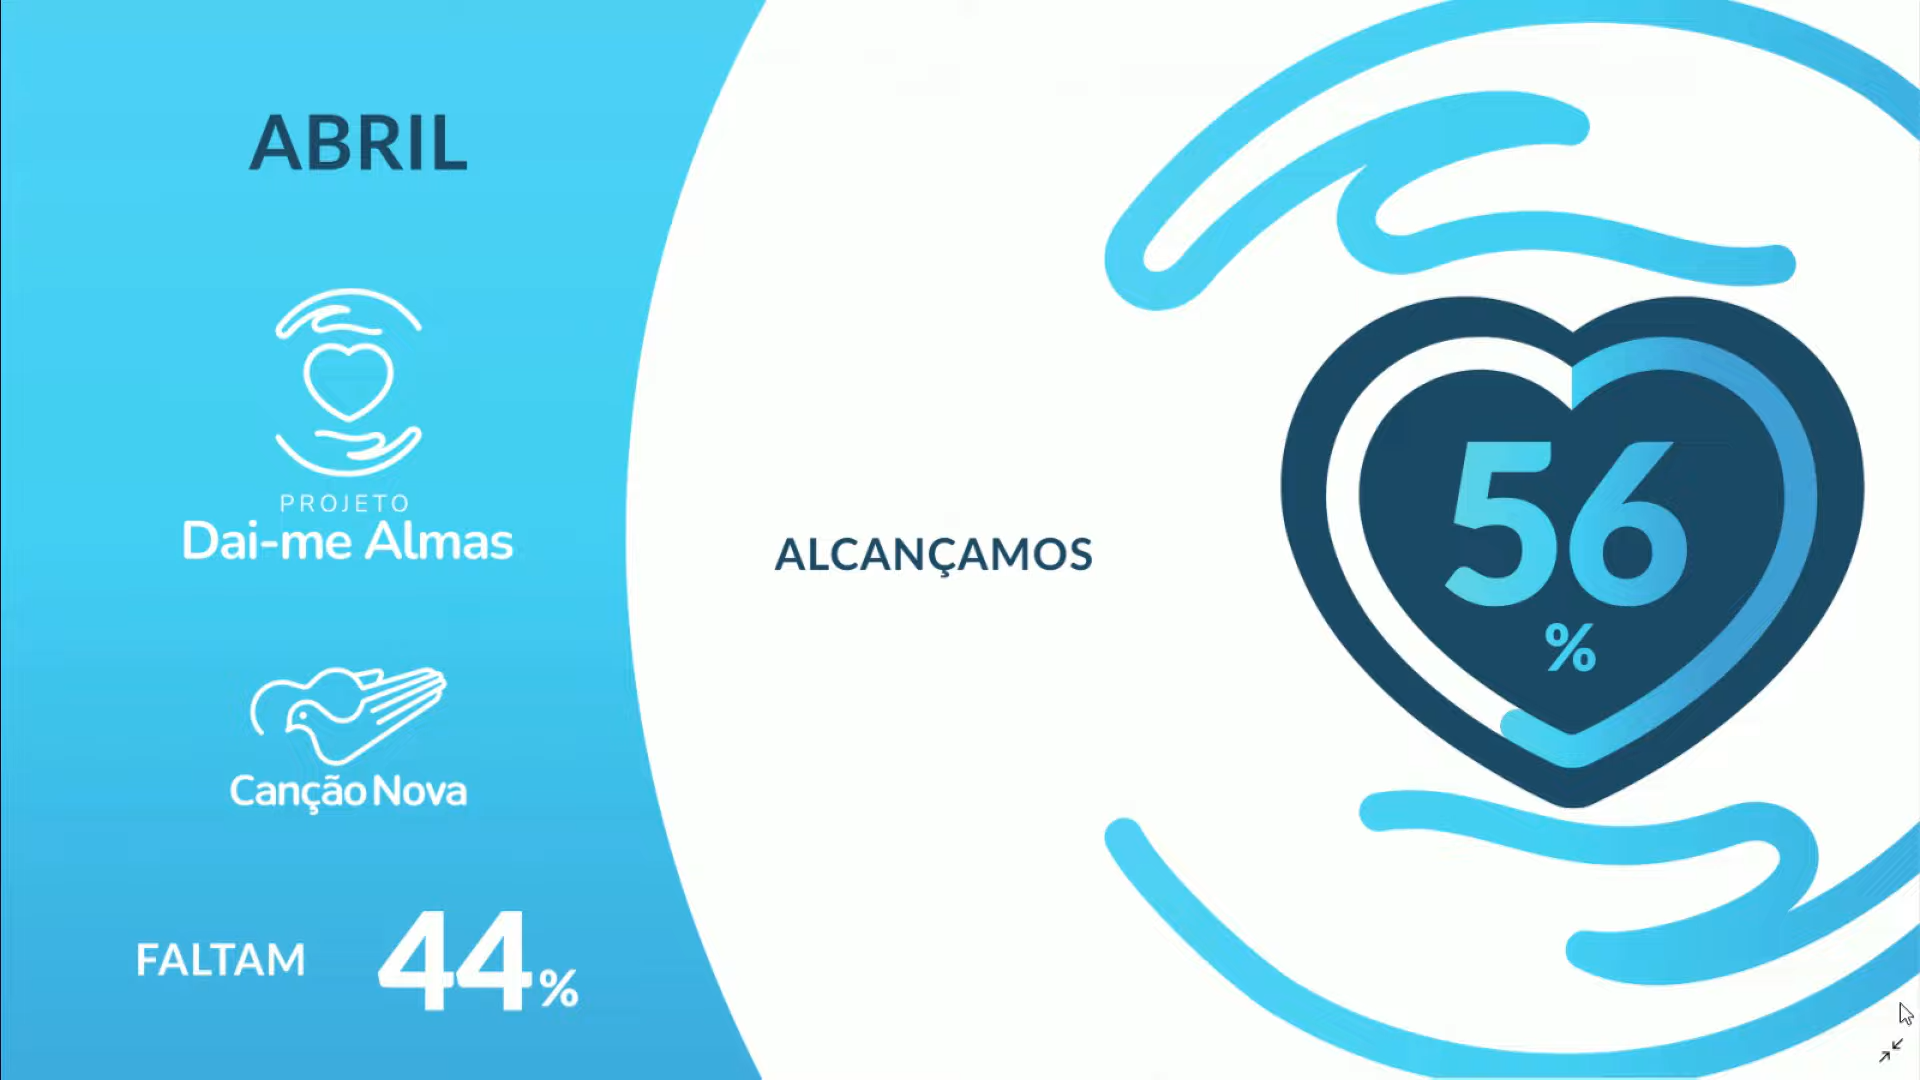 ABRIL
PROJETO
Dai-me Almas
Canção Nova
FALTAM 44%
ALCANÇAMOS
56
%